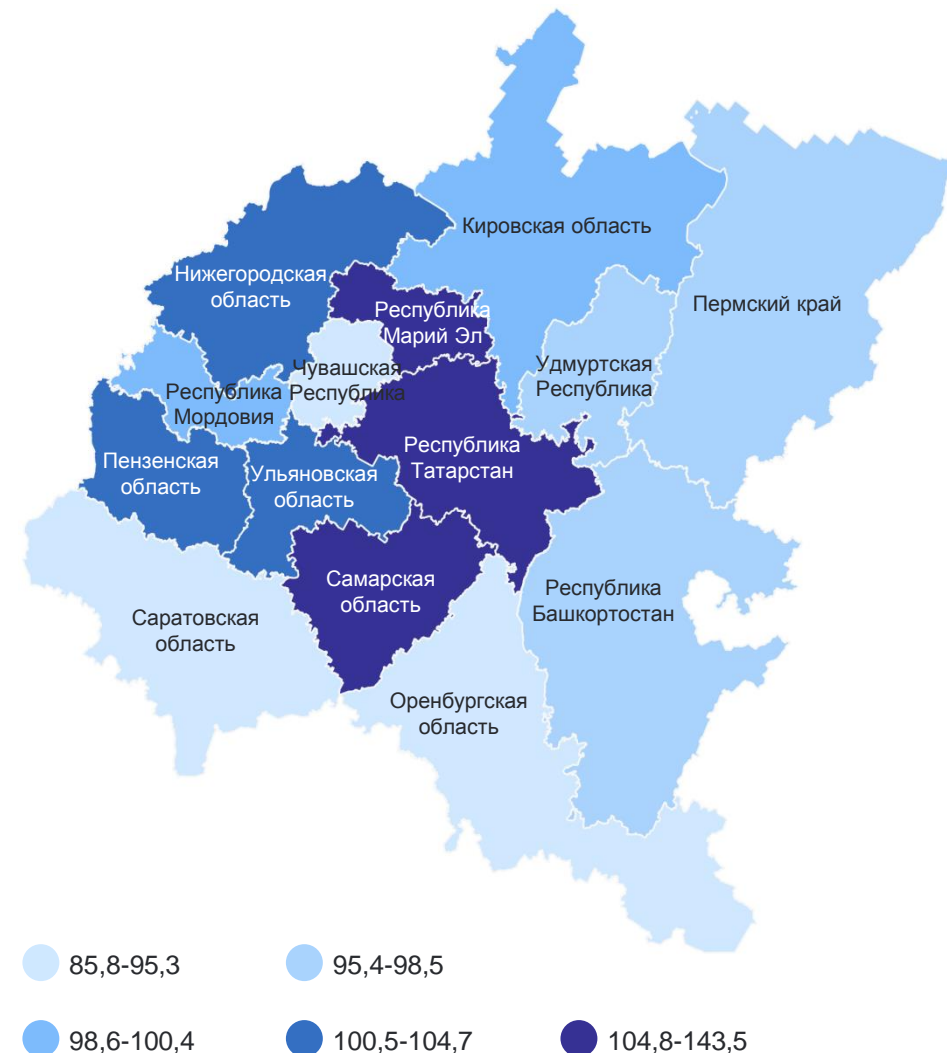 Кировская область
Нижегородская
область
Пермский край
Республика
Марий Эл
Удмуртская
Республика
Чувашская
Республика
Республика
Мордовия
Республика
Татарстан
Пензенская
область
Ульяновская
область
Самарская
область
Республика
Башкортостан
Саратовская
область
Оренбургская
область
85,8-95,3
95,4-98,5
98,6-100,4
100,5-104,7
104,8-143,5